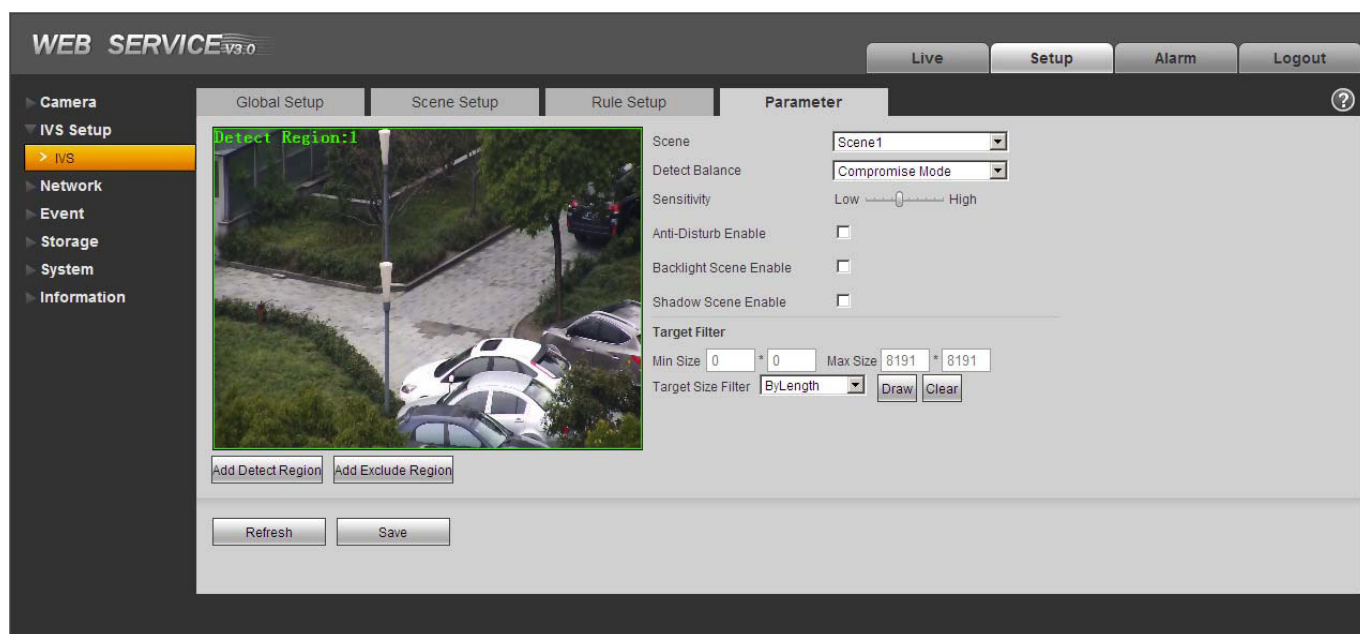 WEB SERVICE V3.0
Live
Setup
Alarm
Logout
Camera
IVS Setup
> IVS
Network
Event
Storage
System
Information
Global Setup
Scene Setup
Rule Setup
Parameter
?
Detect Region:1
Scene
Scene1
Detect Balance
Compromise Mode
Sensitivity
Low
High
Anti-Disturb Enable
Backlight Scene Enable
Shadow Scene Enable
Target Filter
Min Size 0 * 0 Max Size 8191 * 8191
Target Size Filter ByLength Draw Clear
Add Detect Region
Add Exclude Region
Refresh
Save